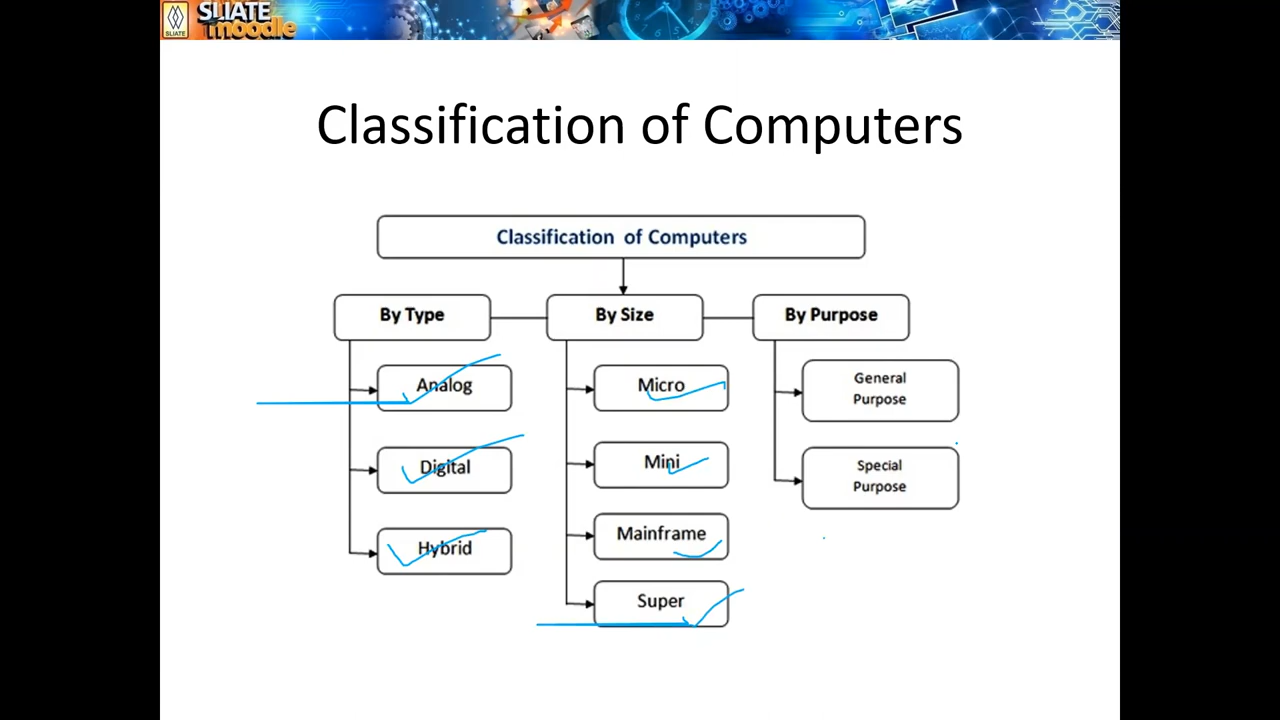 SLIATE
moodle
SLIATE
Classification of Computers
Classification of Computers
By Type
By Size
By Purpose
Analog
Digital
Hybrid
Micro
Mini
Mainframe
Super
General
Purpose
Special
Purpose